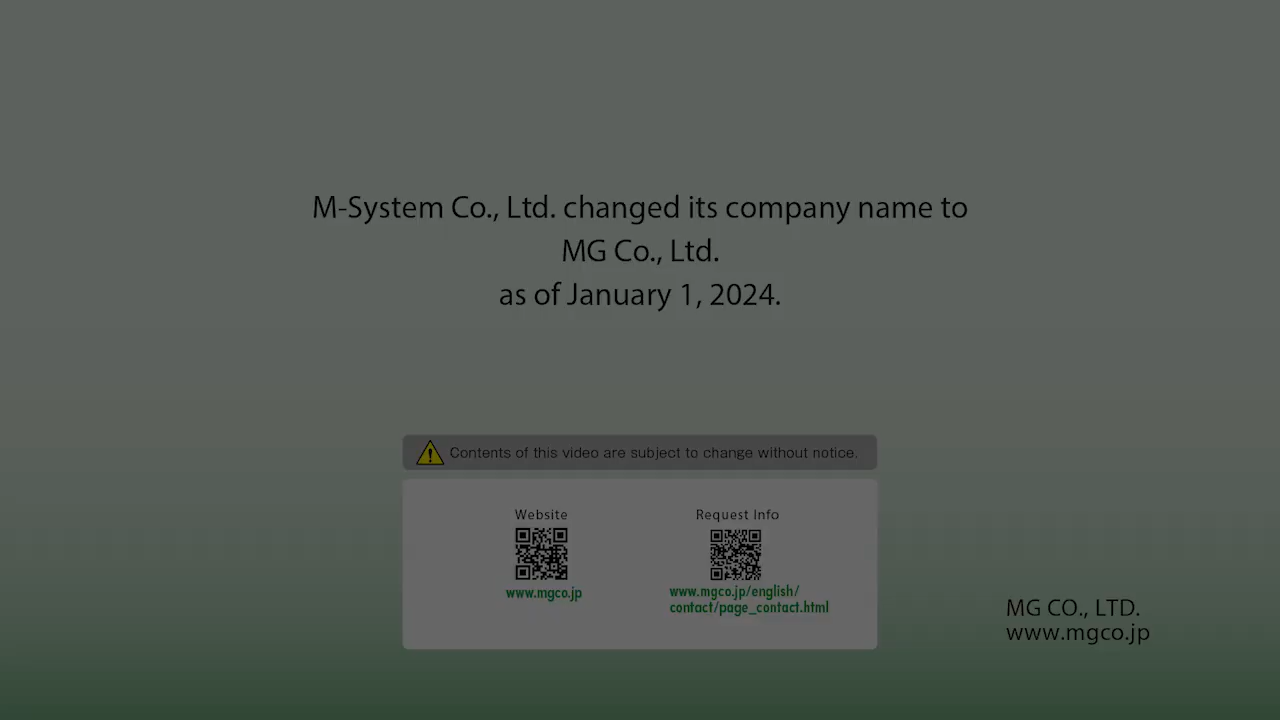 M-System Co., Ltd. changed its company name to
MG Co., Ltd.
as of January 1, 2024.
Contents of this video are subject to change without notice.
Website
www.mgco.jp
Request Info
www.mgco.jp/english/
contact/page_contact.html
MG CO., LTD.
www.mgco.jp